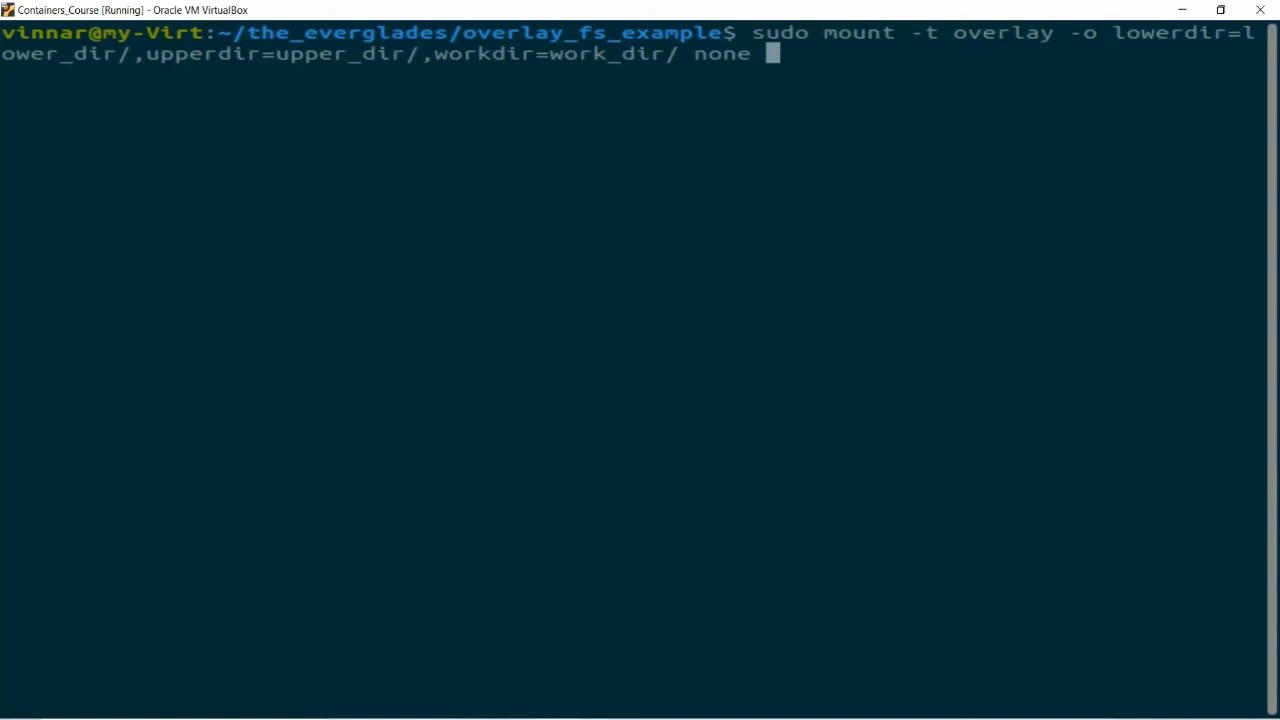 Containers_Course [Running] - Oracle VM VirtualBox
vinnar@my-Virt:~/the_everglades/overlay_fs_example$ sudo mount -t overlay -o lowerdir=l
ower_dir/,upperdir=upper_dir/,workdir=work_dir/ none